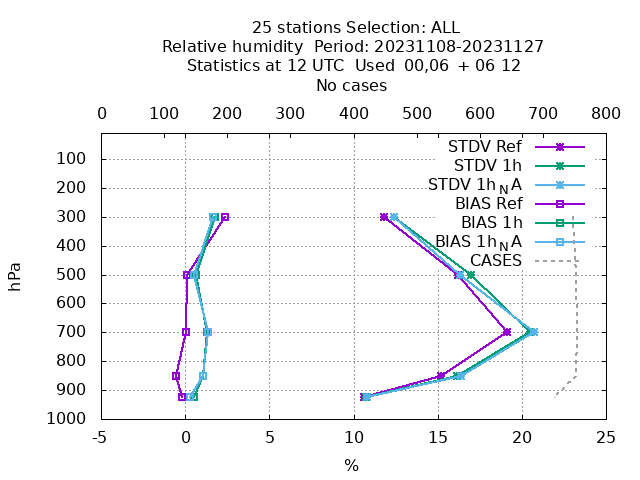 25 stations Selection: ALL
Relative humidity  Period: 20231108-20231127
Statistics at 12 UTC  Used  00,06  + 06 12
No cases
0 100 200 300 400 500 600 700 800
STDV Ref
STDV 1h
STDV 1h_NA
BIAS Ref
BIAS 1h
BIAS 1h_NA
CASES
100
200
300
400
500
600
700
800
900
1000
hPa
-5 0 5 10 15 20 25
%